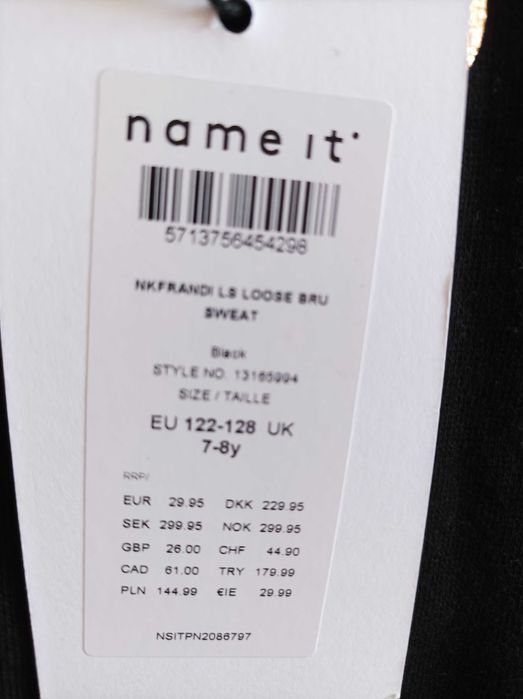 name it
5713756454298
NKFRANDI LS LOOSE BRU
SWEAT
Black
STYLE NO. 13165994
SIZE / TAILLE
EU 122-128 UK
7-8y
RRP/
EUR 29.95 DKK 229.95
SEK 299.95 NOK 299.95
GBP 26.00 CHF 44.90
CAD 61.00 TRY 179.99
PLN 144.99 €IE 29.99
NSITPN2086797